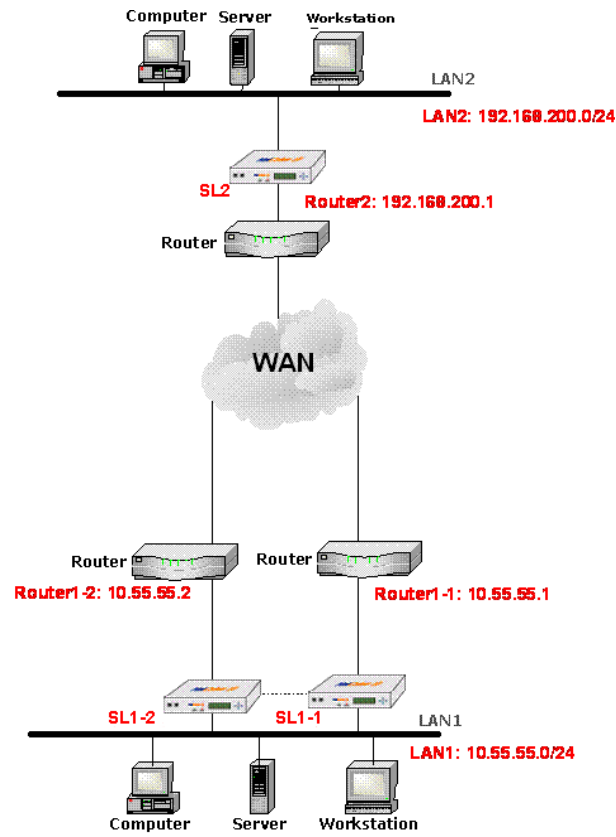 Computer Server Workstation
LAN2
LAN2: 192.168.200.0/24
SL2
Router2: 192.168.200.1
Router
WAN
Router Router
Router1-2: 10.55.55.2 Router1-1: 10.55.55.1
SL1-2 SL1-1
LAN1
LAN1: 10.55.55.0/24
Computer Server Workstation